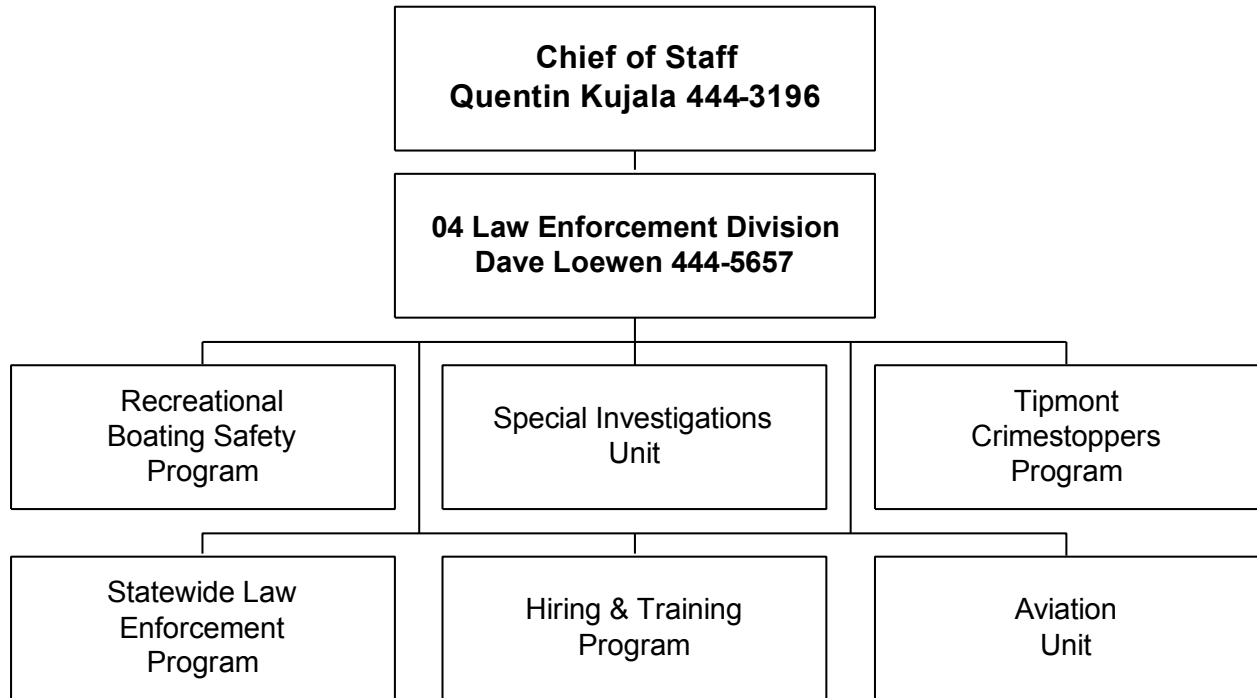 Chief of Staff
Quentin Kujala 444-3196
04 Law Enforcement Division
Dave Loewen 444-5657
Recreational
Boating Safety
Program
Special Investigations
Unit
Tipmont
Crimestoppers
Program
Statewide Law
Enforcement
Program
Hiring & Training
Program
Aviation
Unit